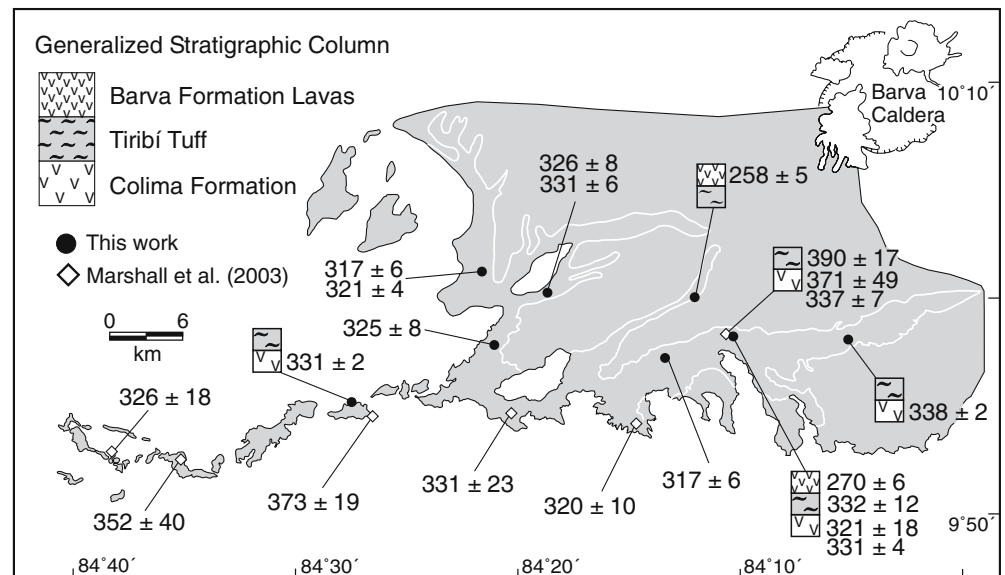 Generalized Stratigraphic Column
Barva Formation Lavas
Tiribí Tuff
Colima Formation
This work
Marshall et al. (2003)
0 6
km
Barva
Caldera
10˚10´
326 ± 8
331 ± 6
258 ± 5
390 ± 17
371 ± 49
337 ± 7
317 ± 6
321 ± 4
325 ± 8
331 ± 2
326 ± 18
338 ± 2
352 ± 40
373 ± 19
331 ± 23
320 ± 10
317 ± 6
270 ± 6
332 ± 12
321 ± 18
331 ± 4
9˚50´
84˚40´
84˚30´
84˚20´
84˚10´